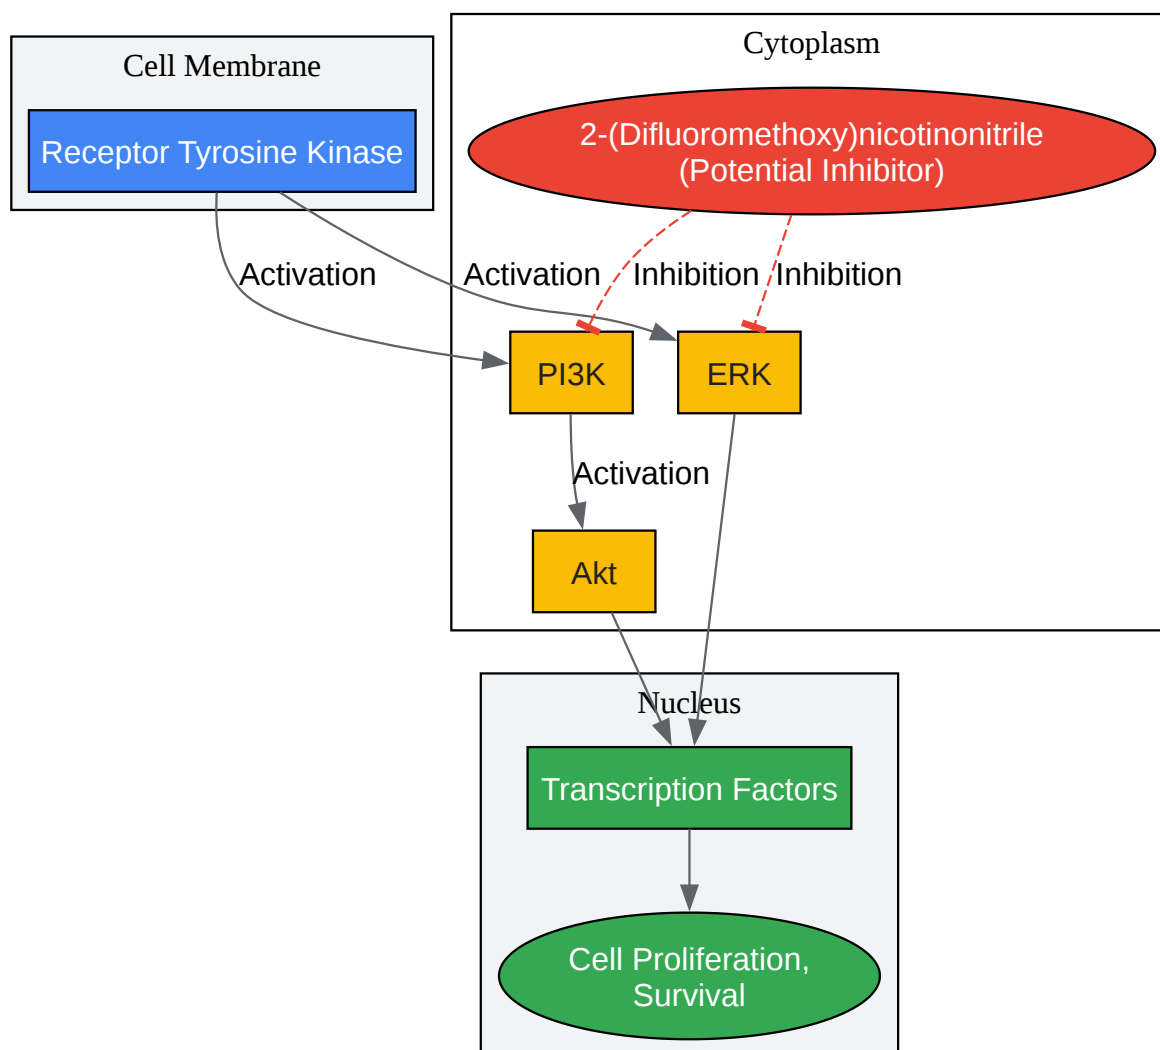 Cell Membrane
Receptor Tyrosine Kinase
Cytoplasm
2-(Difluoromethoxy)nicotinonitrile
(Potential Inhibitor)
Activation
Activation
Inhibition
Inhibition
PI3K
ERK
Activation
Akt
Nucleus
Transcription Factors
Cell Proliferation,
Survival